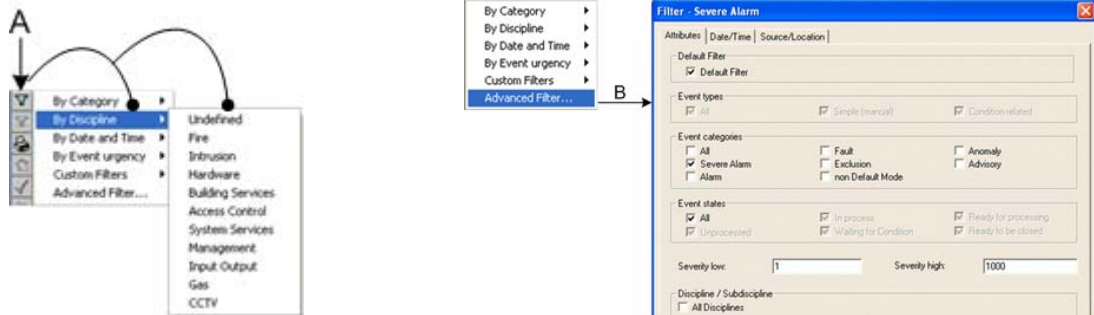 A
By Category
By Discipline
By Date and Time
By Event urgency
Custom Filters
Advanced Filter...
Undefined
Fire
Intrusion
Hardware
Building Services
Access Control
System Services
Management
Input Output
Gas
CCTV
By Category
By Discipline
By Date and Time
By Event urgency
Custom Filters
Advanced Filter...
B
Filter - Severe Alarm
Attributes Date/Time Source/Location
Default Filter
Default Filter
Event types
All Simple (manual) Condition-related
Event categories
All Fault Anomaly
Severe Alarm Exclusion Advisory
Alarm non Default Mode
Event states
All In process Ready for processing
Unprocessed Waiting for Condition Ready to be closed
Severity low: 1 Severity high: 1000
Discipline / Subdiscipline
All Disciplines